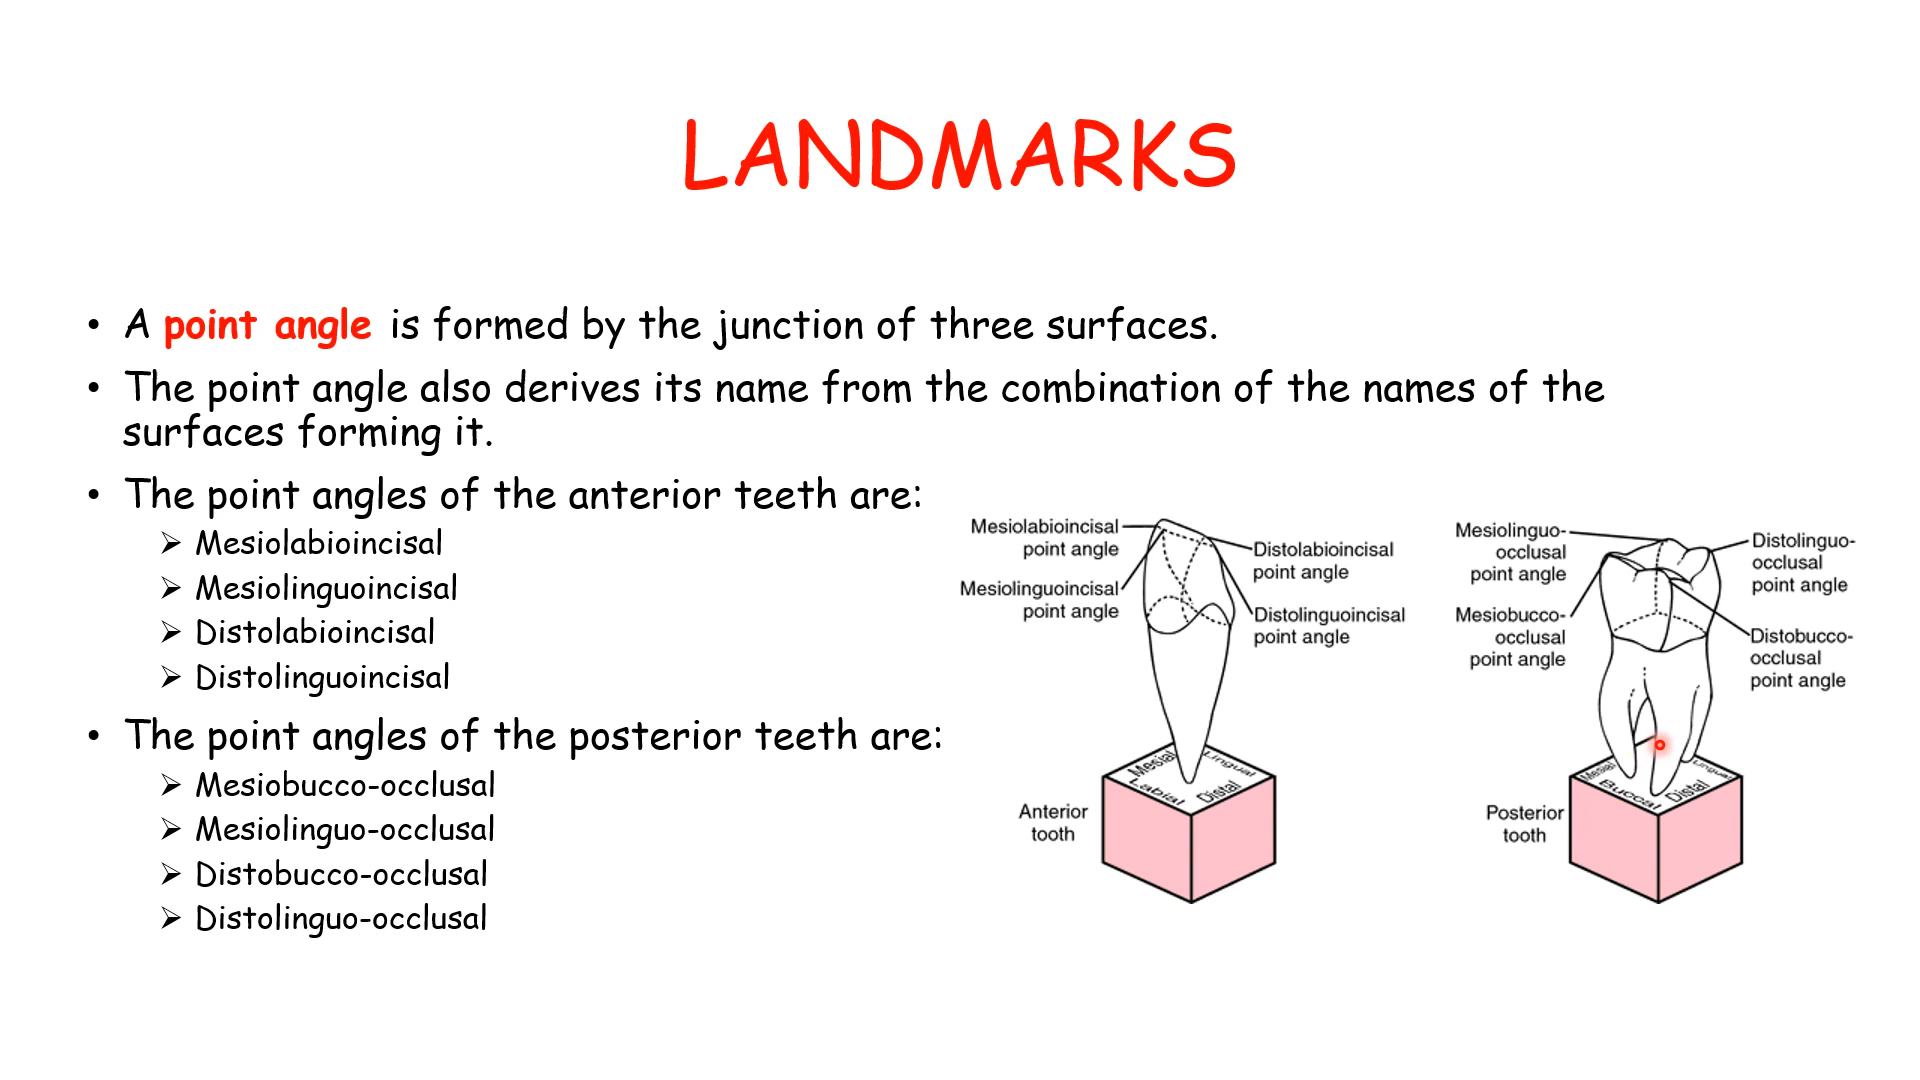 LANDMARKS
• A point angle is formed by the junction of three surfaces.
• The point angle also derives its name from the combination of the names of the
surfaces forming it.
• The point angles of the anterior teeth are:
➢ Mesiolabioincisal
➢ Mesiolinguoincisal
➢ Distolabioincisal
➢ Distolinguoincisal
• The point angles of the posterior teeth are:
➢ Mesiobucco-occlusal
➢ Mesiolinguo-occlusal
➢ Distobucco-occlusal
➢ Distolinguo-occlusal
Mesiolabioincisal
point angle
Mesiolinguoincisal
point angle
Distolabioincisal
point angle
Distolinguoincisal
point angle
Mesial
Lingual
Labial
Distal
Anterior
tooth
Mesiolinguo-
occlusal
point angle
Mesiobucco-
occlusal
point angle
Distolinguo-
occlusal
point angle
Distobucco-
occlusal
point angle
Mesial
Lingual
Buccal
Distal
Posterior
tooth